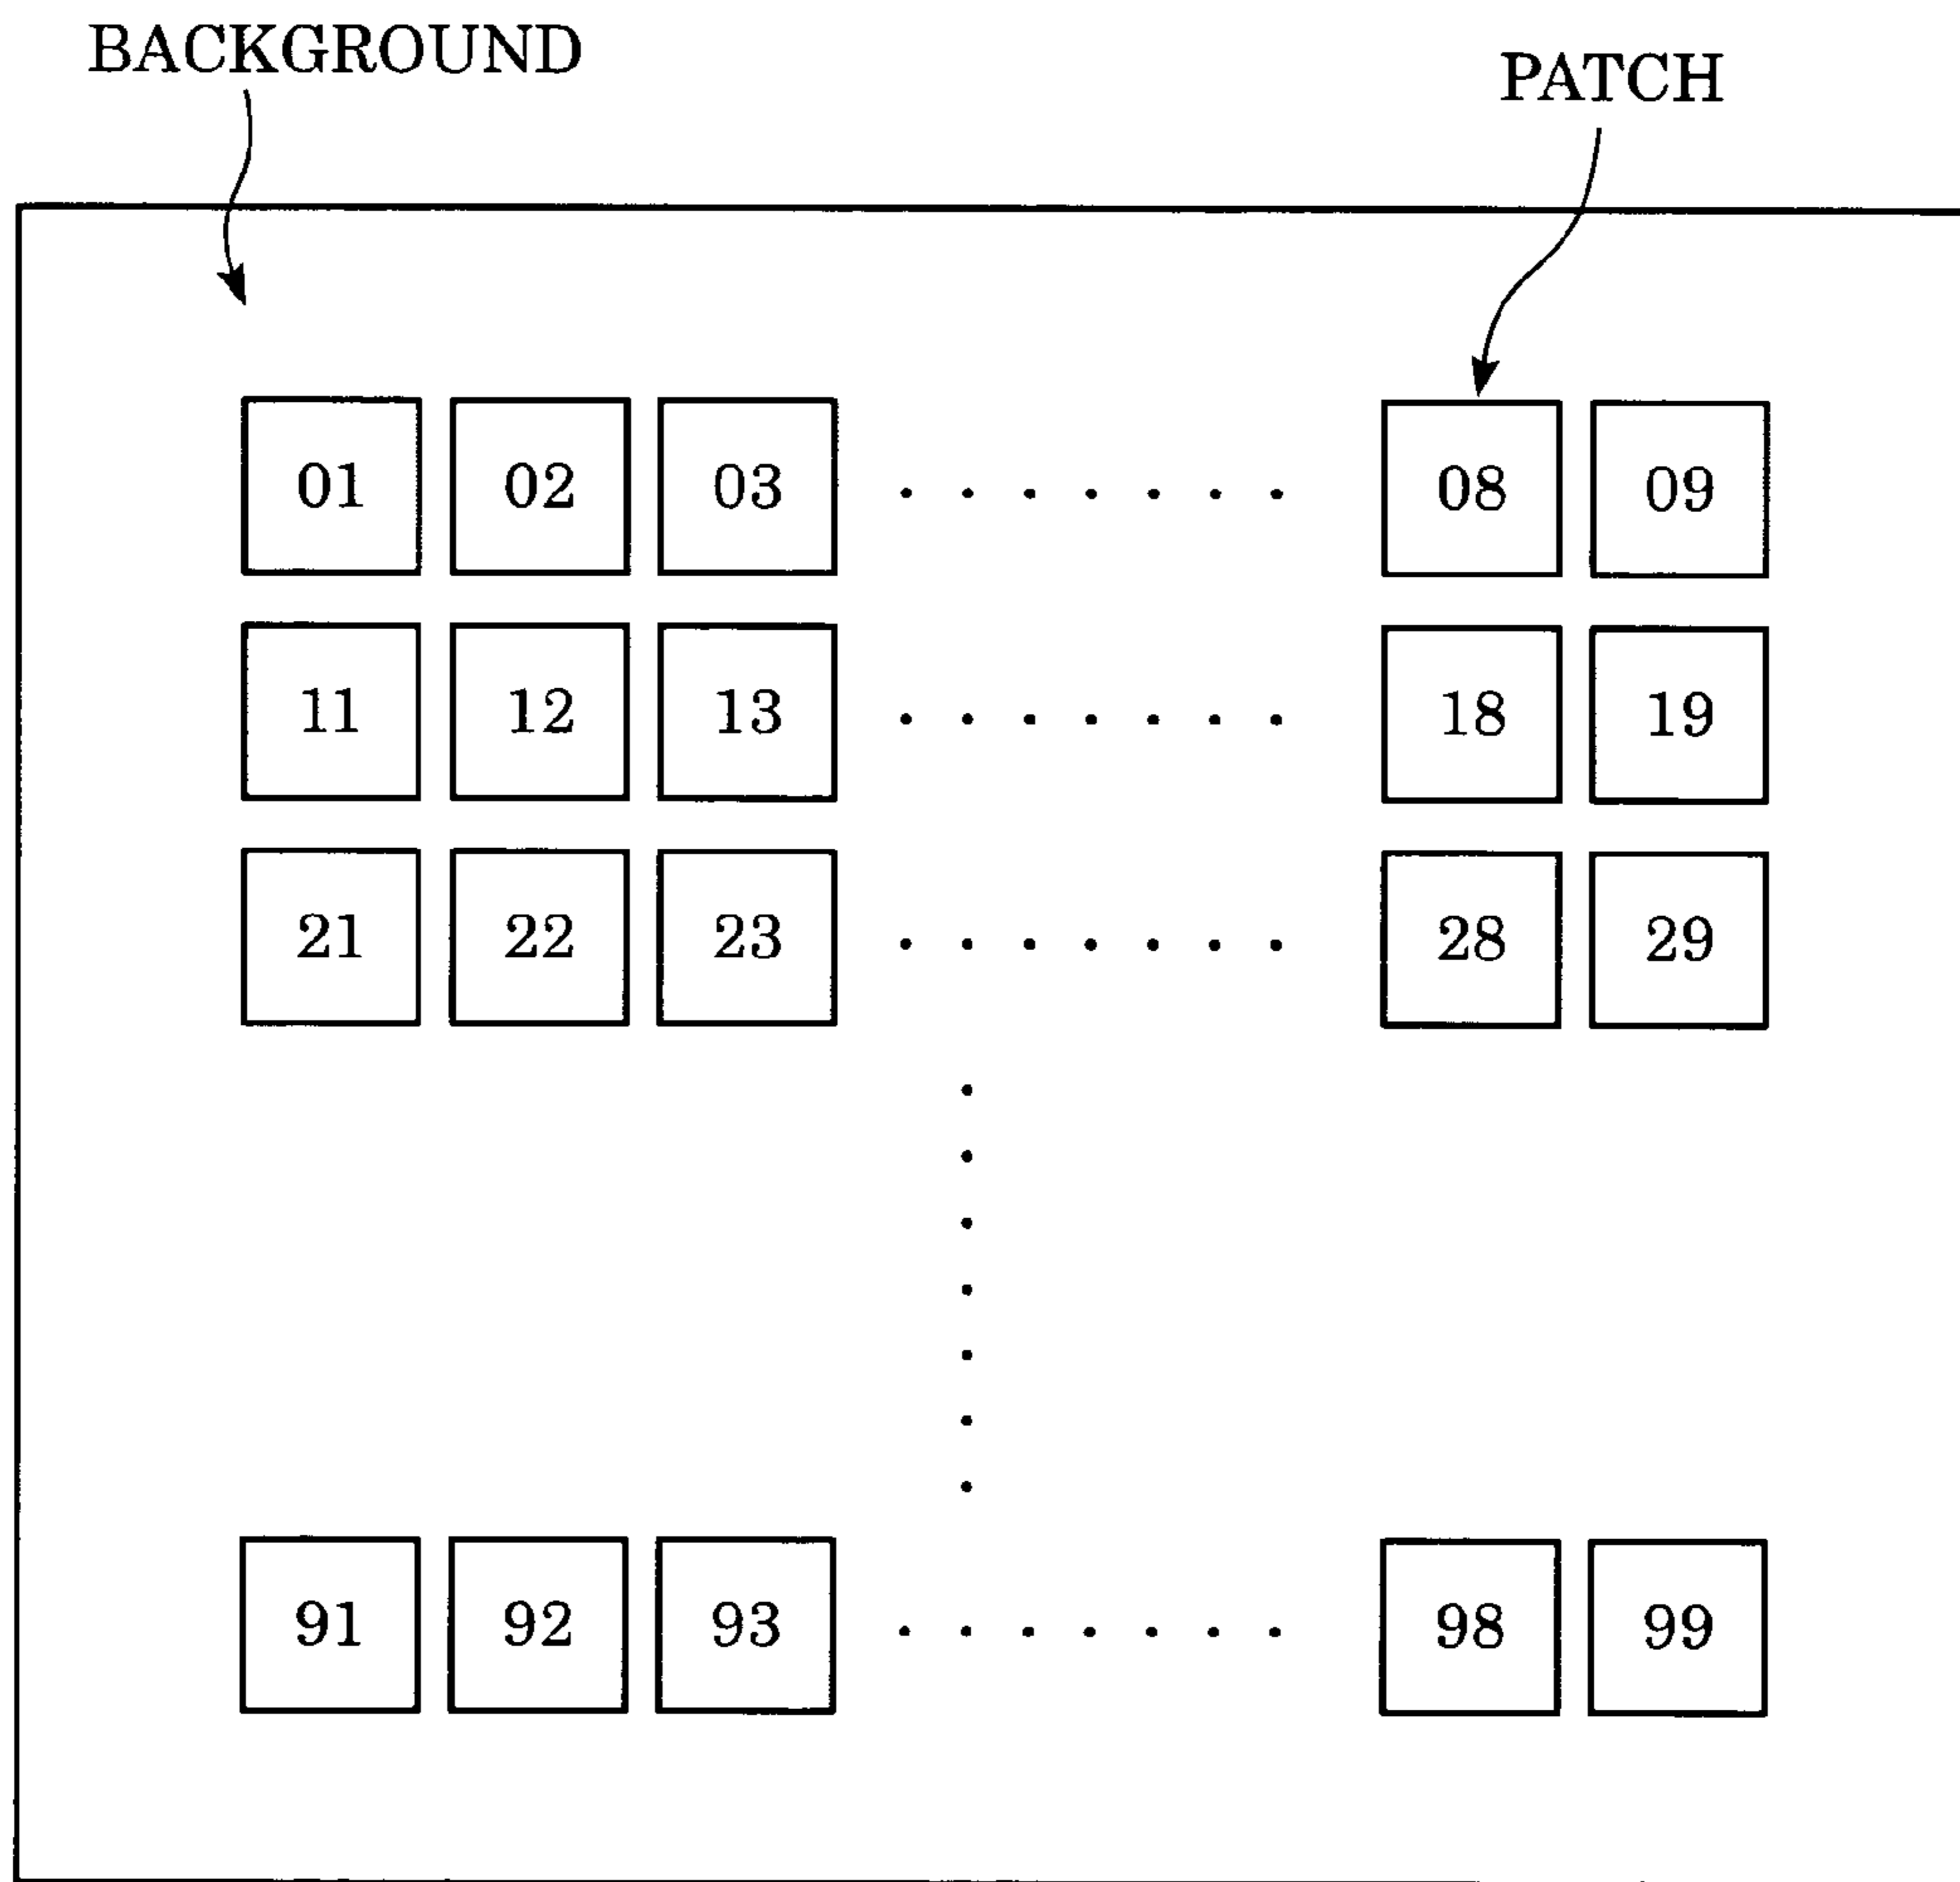 BACKGROUND
PATCH
01 02 03 ....... 08 09
11 12 13 ....... 18 19
21 22 23 ....... 28 29
.
.
.
.
.
.
.
91 92 93 ....... 98 99